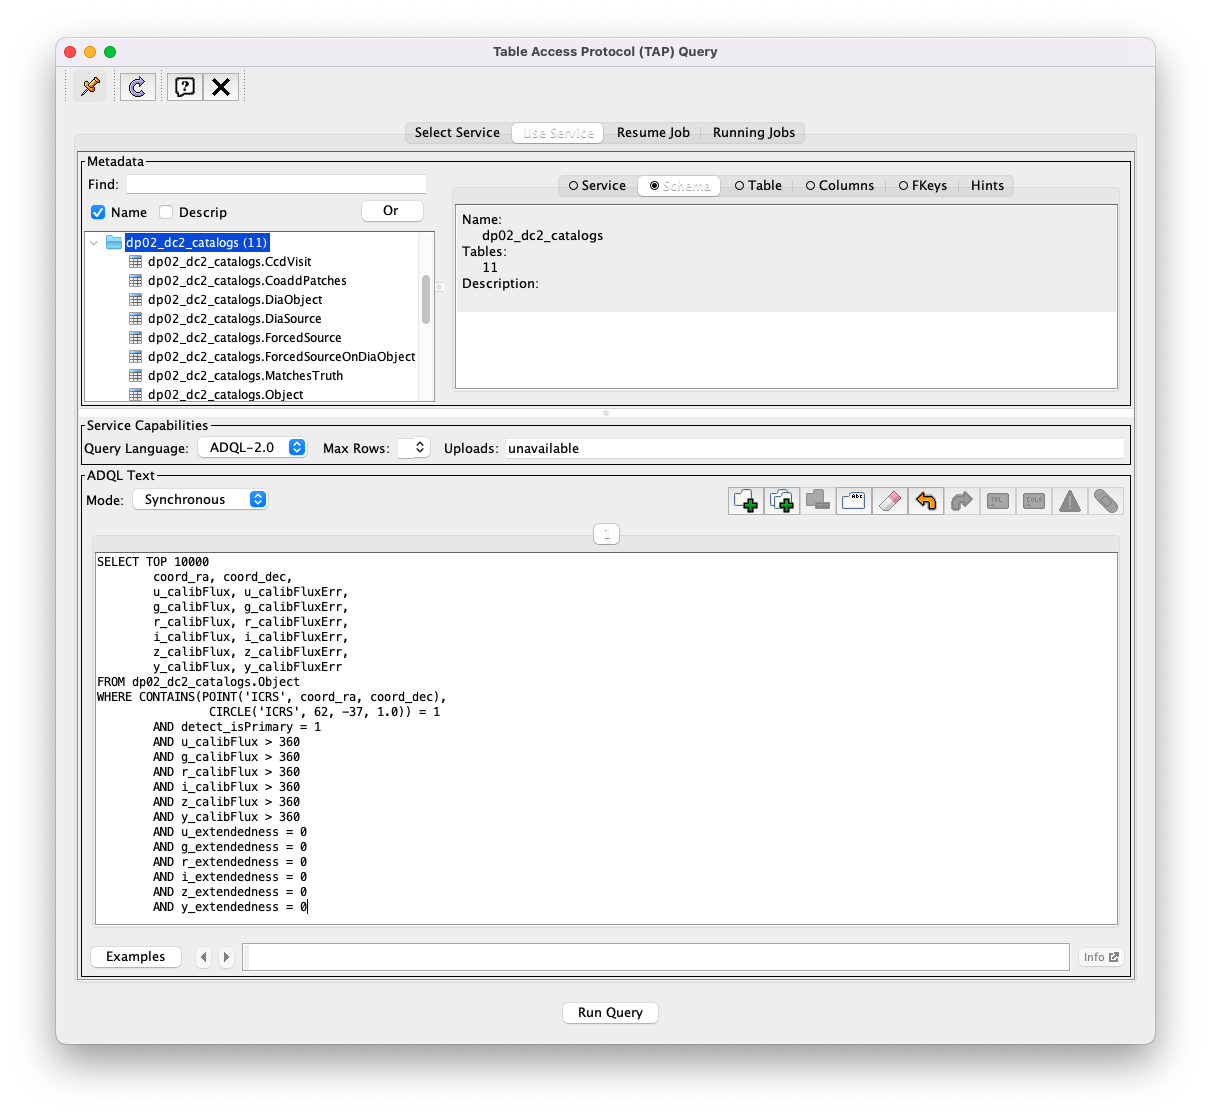 Table Access Protocol (TAP) Query
Select Service Use Service Resume Job Running Jobs
Metadata
Find:
Name Descrip Or
dp02_dc2_catalogs (11)
dp02_dc2_catalogs.CcdVisit
dp02_dc2_catalogs.CoaddPatches
dp02_dc2_catalogs.DiaObject
dp02_dc2_catalogs.DiaSource
dp02_dc2_catalogs.ForcedSource
dp02_dc2_catalogs.ForcedSourceOnDiaObject
dp02_dc2_catalogs.MatchesTruth
dp02_dc2_catalogs.Object
Service Schema Table Columns FKeys Hints
Name:
dp02_dc2_catalogs
Tables:
11
Description:
Service Capabilities
Query Language: ADQL-2.0 Max Rows: Uploads: unavailable
ADQL Text
Mode: Synchronous
Abc TBL COLS
1
SELECT TOP 10000
coord_ra, coord_dec,
u_calibFlux, u_calibFluxErr,
g_calibFlux, g_calibFluxErr,
r_calibFlux, r_calibFluxErr,
i_calibFlux, i_calibFluxErr,
z_calibFlux, z_calibFluxErr,
y_calibFlux, y_calibFluxErr
FROM dp02_dc2_catalogs.Object
WHERE CONTAINS(POINT('ICRS', coord_ra, coord_dec),
CIRCLE('ICRS', 62, -37, 1.0)) = 1
AND detect_isPrimary = 1
AND u_calibFlux > 360
AND g_calibFlux > 360
AND r_calibFlux > 360
AND i_calibFlux > 360
AND z_calibFlux > 360
AND y_calibFlux > 360
AND u_extendedness = 0
AND g_extendedness = 0
AND r_extendedness = 0
AND i_extendedness = 0
AND z_extendedness = 0
AND y_extendedness = 0
Examples Info
Run Query